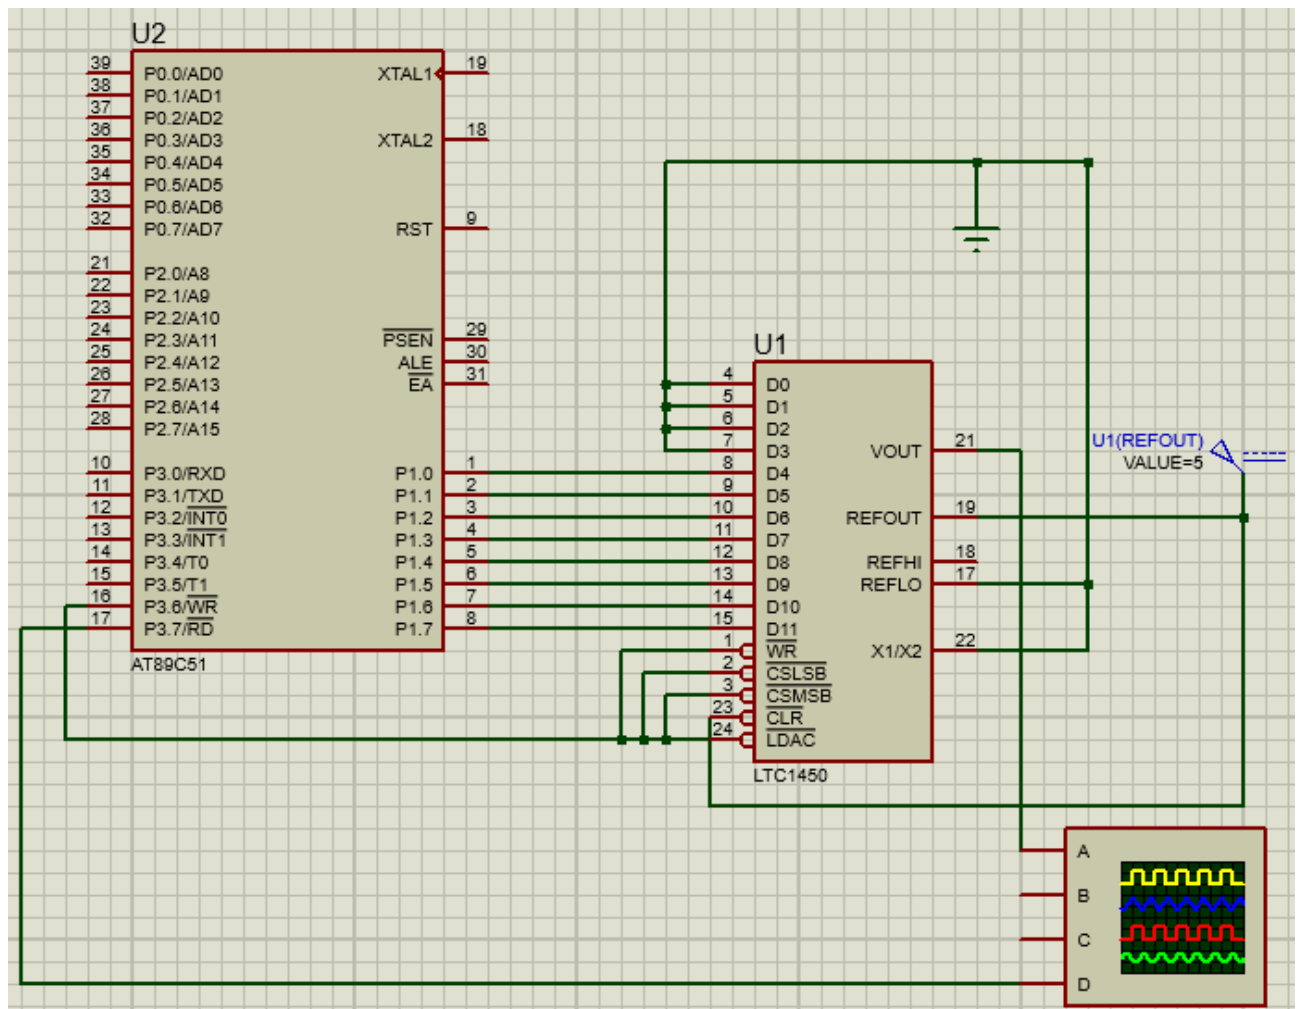 U2
39 P0.0/AD0 XTAL1 19
38 P0.1/AD1
37 P0.2/AD2
36 P0.3/AD3 XTAL2 18
35 P0.4/AD4
34 P0.5/AD5
33 P0.6/AD6
32 P0.7/AD7 RST 9
21 P2.0/A8
22 P2.1/A9
23 P2.2/A10
24 P2.3/A11 PSEN 29
25 P2.4/A12 ALE 30
26 P2.5/A13 EA 31
27 P2.6/A14
28 P2.7/A15
10 P3.0/RXD P1.0 1
11 P3.1/TXD P1.1 2
12 P3.2/INT0 P1.2 3
13 P3.3/INT1 P1.3 4
14 P3.4/T0 P1.4 5
15 P3.5/T1 P1.5 6
16 P3.6/WR P1.6 7
17 P3.7/RD P1.7 8
AT89C51
U1
4 D0
5 D1
6 D2
7 D3 VOUT 21
8 D4
9 D5
10 D6 REFOUT 19
11 D7
12 D8 REFHI 18
13 D9 REFLO 17
14 D10
15 D11
1 WR X1/X2 22
2 CSLSB
3 CSMSB
23 CLR
24 LDAC
LTC1450
U1(REFOUT)
VALUE=5
A
B
C
D